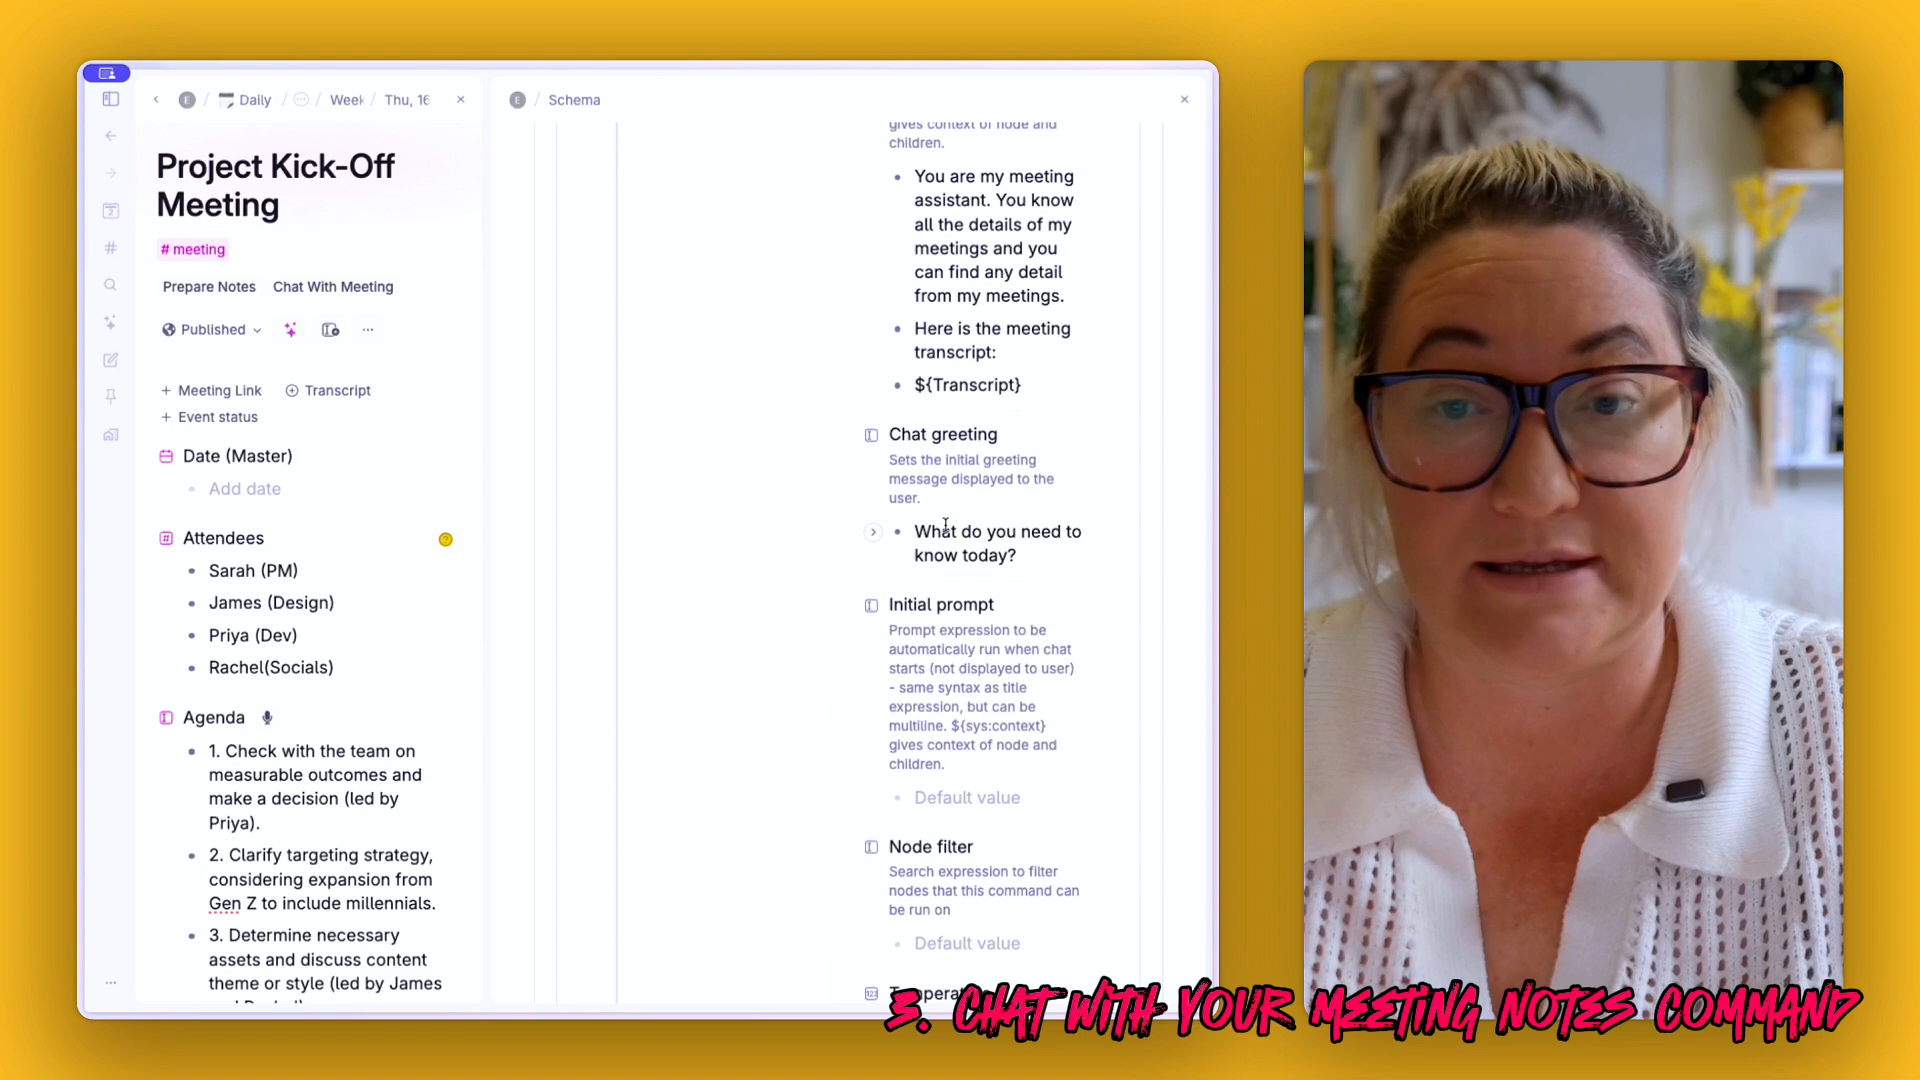 E / Daily / / Week / Thu, 16
Project Kick-Off
Meeting
# meeting
Prepare Notes Chat With Meeting
Published
+ Meeting Link Transcript
+ Event status
Date (Master)
Add date
Attendees
Sarah (PM)
James (Design)
Priya (Dev)
Rachel(Socials)
Agenda
1. Check with the team on
measurable outcomes and
make a decision (led by
Priya).
2. Clarify targeting strategy,
considering expansion from
Gen Z to include millennials.
3. Determine necessary
assets and discuss content
theme or style (led by James
E / Schema
gives context of node and
children.
You are my meeting
assistant. You know
all the details of my
meetings and you
can find any detail
from my meetings.
Here is the meeting
transcript:
${Transcript}
Chat greeting
Sets the initial greeting
message displayed to the
user.
What do you need to
know today?
Initial prompt
Prompt expression to be
automatically run when chat
starts (not displayed to user)
- same syntax as title
expression, but can be
multiline. ${sys:context}
gives context of node and
children.
Default value
Node filter
Search expression to filter
nodes that this command can
be run on
Default value
3. CHAT WITH YOUR MEETING NOTES COMMAND